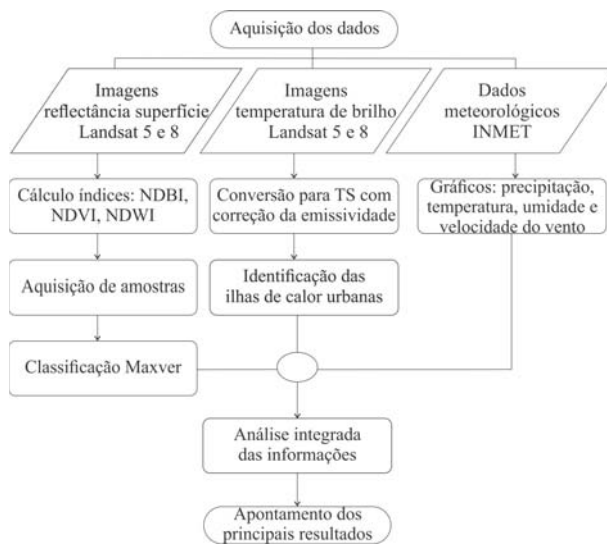 Aquisição dos dados
Imagens
reflectância superfície
Landsat 5 e 8
Imagens
temperatura de brilho
Landsat 5 e 8
Dados
meteorológicos
INMET
Cálculo índices: NDBI,
NDVI, NDWI
Conversão para TS com
correção da emissividade
Gráficos: precipitação,
temperatura, umidade e
velocidade do vento
Aquisição de amostras
Identificação das
ilhas de calor urbanas
Classificação Maxver
Análise integrada
das informações
Apontamento dos
principais resultados